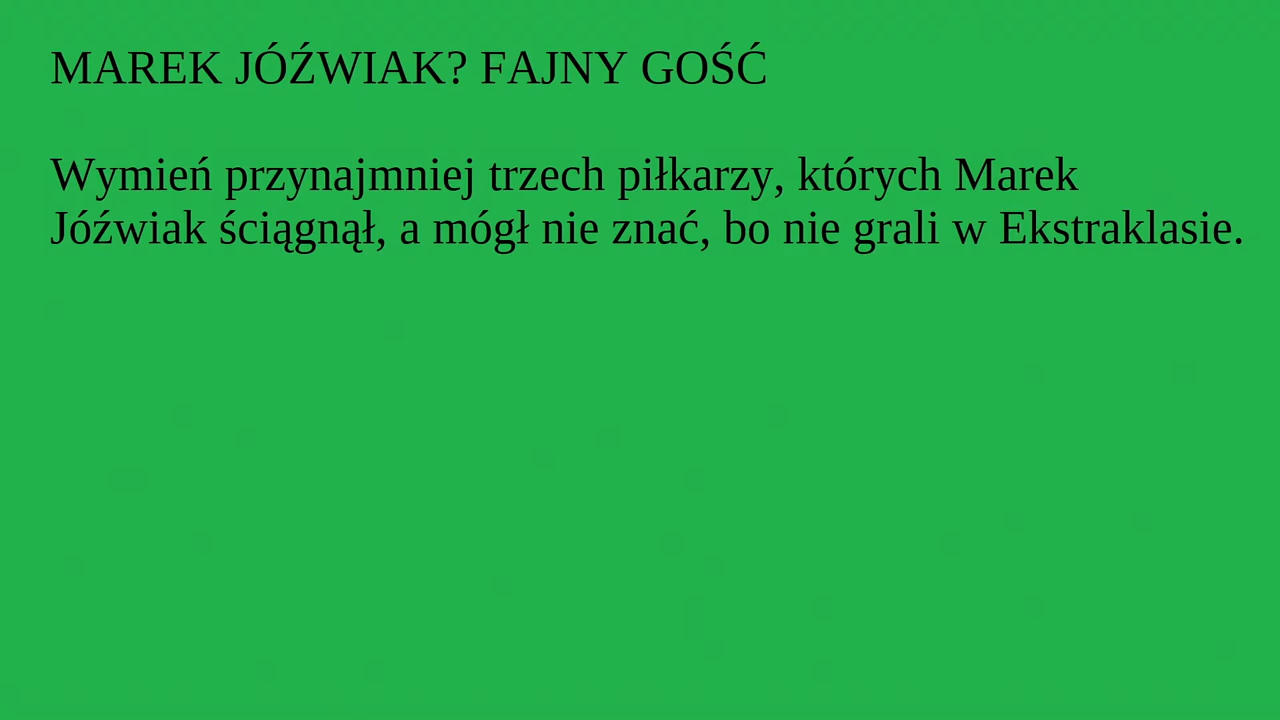 MAREK JÓŹWIAK? FAJNY GOŚĆ
Wymień przynajmniej trzech piłkarzy, których Marek
Jóźwiak ściągnął, a mógł nie znać, bo nie grali w Ekstraklasie.